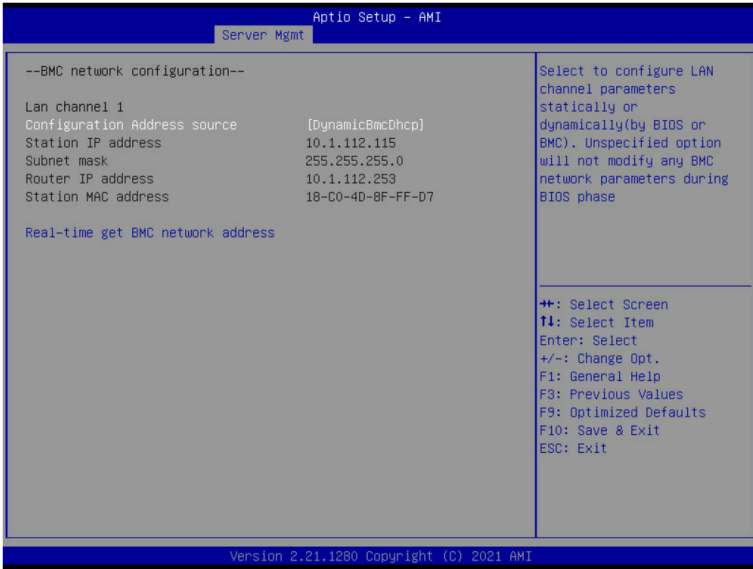 Aptio Setup - AMI
Server Mgmt
--BMC network configuration--
Lan channel 1
Configuration Address source [DynamicBmcDhcp]
Station IP address 10.1.112.115
Subnet mask 255.255.255.0
Router IP address 10.1.112.253
Station MAC address 18-C0-4D-8F-FF-D7
Real-time get BMC network address
Select to configure LAN
channel parameters
statically or
dynamically(by BIOS or
BMC). Unspecified option
will not modify any BMC
network parameters during
BIOS phase
→←: Select Screen
↑↓: Select Item
Enter: Select
+/-: Change Opt.
F1: General Help
F3: Previous Values
F9: Optimized Defaults
F10: Save & Exit
ESC: Exit
Version 2.21.1280 Copyright (C) 2021 AMI